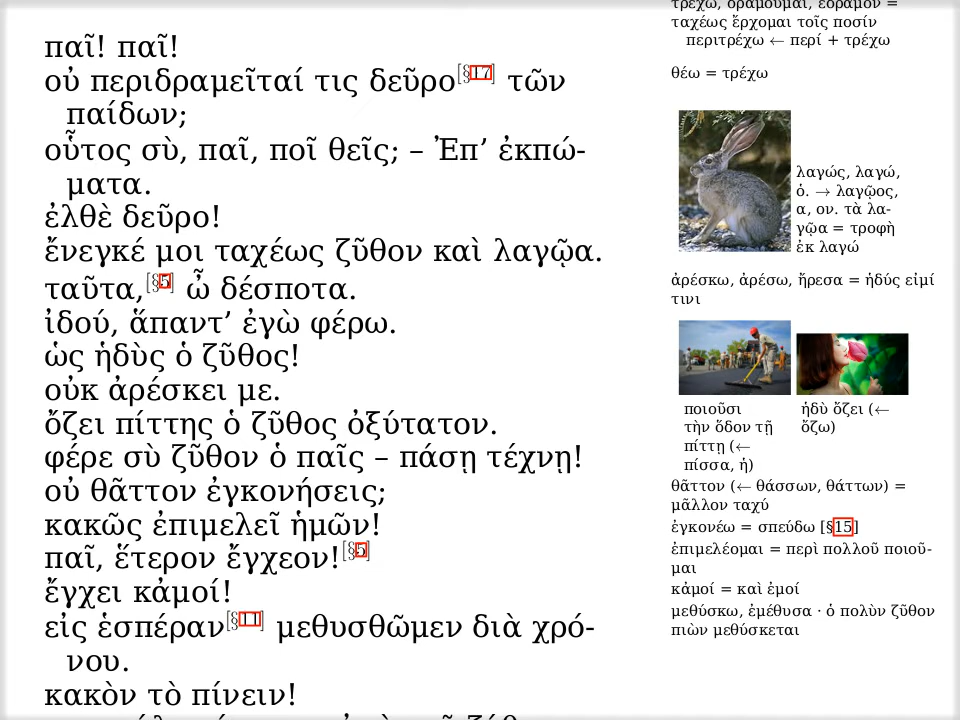 παῖ! παῖ!
οὐ περιδραμεῖταί τις δεῦρο[§17] τῶν
παίδων;
οὗτος σὺ, παῖ, ποῖ θεῖς; – Ἐπ’ ἐκπώ-
ματα.
ἐλθὲ δεῦρο!
ἔνεγκέ μοι ταχέως ζῦθον καὶ λαγῷα.
ταῦτα,[§5] ὦ δέσποτα.
ἰδού, ἅπαντ’ ἐγὼ φέρω.
ὡς ἡδὺς ὁ ζῦθος!
οὐκ ἀρέσκει με.
ὄζει πίττης ὁ ζῦθος ὀξύτατον.
φέρε σὺ ζῦθον ὁ παῖς – πάσῃ τέχνῃ!
οὐ θᾶττον ἐγκονήσεις;
κακῶς ἐπιμελεῖ ἡμῶν!
παῖ, ἕτερον ἔγχεον![§5]
ἔγχει κἀμοί!
εἰς ἑσπέραν[§11] μεθυσθῶμεν διὰ χρό-
νου.
κακὸν τὸ πίνειν!
τρέχω, δραμοῦμαι, ἔδραμον =
ταχέως ἔρχομαι τοῖς ποσίν
περιτρέχω ← περί + τρέχω
θέω = τρέχω
λαγώς, λαγώ,
ὁ. → λαγῷος,
α, ον. τὰ λα-
γῷα = τροφὴ
ἐκ λαγώ
ἀρέσκω, ἀρέσω, ἤρεσα = ἡδύς εἰμί
τινι
ποιοῦσι
τὴν ὅδον τῇ
πίττῃ (←
πίσσα, ἡ)
ἡδὺ ὄζει (←
ὄζω)
θᾶττον (← θάσσων, θάττων) =
μᾶλλον ταχύ
ἐγκονέω = σπεύδω [§15]
ἐπιμελέομαι = περὶ πολλοῦ ποιοῦ-
μαι
κἀμοί = καὶ ἐμοί
μεθύσκω, ἐμέθυσα · ὁ πολὺν ζῦθον
πιὼν μεθύσκεται